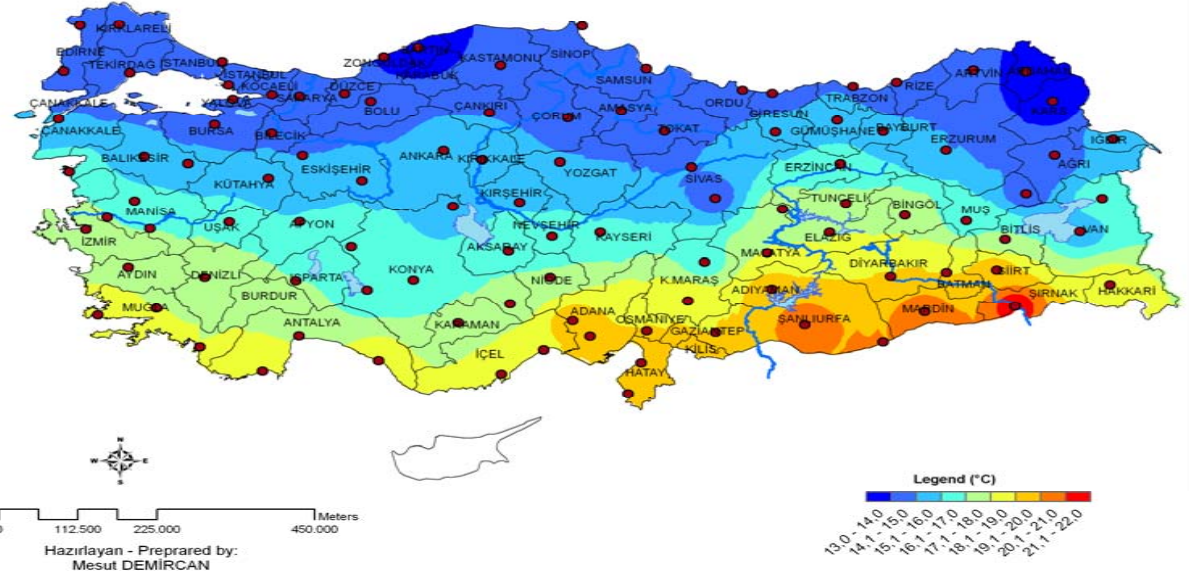 KIRKLARELİ
EDİRNE
TEKİRDAĞ
İSTANBUL
İSTANBUL
KOCAELİ
YALOVA
SAKARYA
DÜZCE
ZONGULDAK
BARTIN
KARABÜK
KASTAMONU
SİNOP
SAMSUN
ORDU
GİRESUN
TRABZON
RİZE
ARTVİN
ARDAHAN
KARS
ÇANAKKALE
ÇANAKKALE
BURSA
BİLECİK
BOLU
ÇANKIRI
ÇORUM
AMASYA
TOKAT
GÜMÜŞHANE
BAYBURT
ERZURUM
IĞDIR
AĞRI
BALIKESİR
KÜTAHYA
ESKİŞEHİR
ANKARA
KIRIKKALE
YOZGAT
KIRŞEHİR
SİVAS
ERZİNCAN
TUNCELİ
BİNGÖL
MUŞ
BİTLİS
VAN
MANİSA
İZMİR
UŞAK
AFYON
AKSARAY
NEVŞEHİR
KAYSERİ
MALATYA
ELAZIĞ
DİYARBAKIR
BATMAN
SİİRT
ŞIRNAK
HAKKARİ
AYDIN
DENİZLİ
ISPARTA
BURDUR
KONYA
NİĞDE
K.MARAŞ
ADIYAMAN
ŞANLIURFA
MARDİN
MUĞLA
ANTALYA
KARAMAN
İÇEL
ADANA
OSMANİYE
GAZİANTEP
KİLİS
HATAY
N
W
E
S
Legend (°C)
13,0 - 14,0
14,1 - 15,0
15,1 - 16,0
16,1 - 17,0
17,1 - 18,0
18,1 - 19,0
19,1 - 20,0
20,1 - 21,0
21,1 - 22,0
Meters
0 112.500 225.000 450.000
Hazırlayan - Preprared by:
Mesut DEMİRCAN